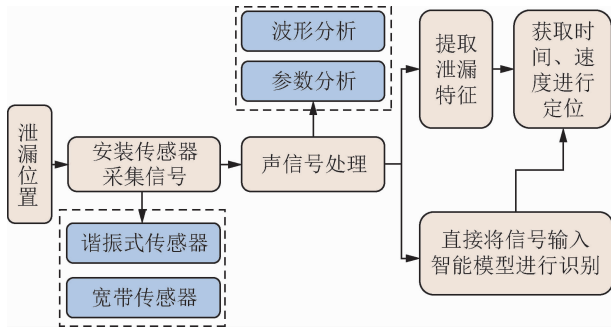 波形分析
参数分析
提取
泄漏
特征
获取时
间、速
度进行
定位
泄漏位置
安装传感器
采集信号
声信号处理
谐振式传感器
宽带传感器
直接将信号输入
智能模型进行识别